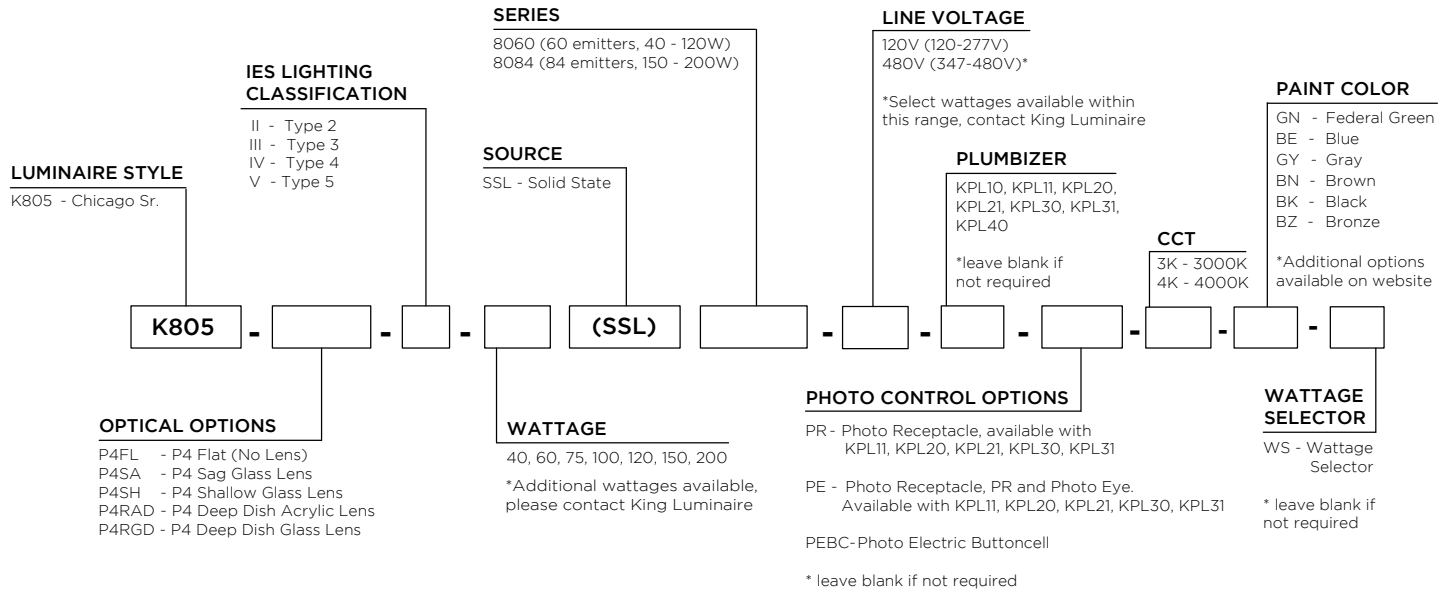 SERIES
8060 (60 emitters, 40 - 120W)
8084 (84 emitters, 150 - 200W)
LINE VOLTAGE
120V (120-277V)
480V (347-480V)*
*Select wattages available within
this range, contact King Luminaire
IES LIGHTING
CLASSIFICATION
II - Type 2
III - Type 3
IV - Type 4
V - Type 5
PAINT COLOR
GN - Federal Green
BE - Blue
GY - Gray
BN - Brown
BK - Black
BZ - Bronze
*Additional options
available on website
LUMINAIRE STYLE
K805 - Chicago Sr.
SOURCE
SSL - Solid State
PLUMBIZER
KPL10, KPL11, KPL20,
KPL21, KPL30, KPL31,
KPL40
*leave blank if
not required
CCT
3K - 3000K
4K - 4000K
K805 - - - (SSL) - - - - - -
OPTICAL OPTIONS
P4FL - P4 Flat (No Lens)
P4SA - P4 Sag Glass Lens
P4SH - P4 Shallow Glass Lens
P4RAD - P4 Deep Dish Acrylic Lens
P4RGD - P4 Deep Dish Glass Lens
WATTAGE
40, 60, 75, 100, 120, 150, 200
*Additional wattages available,
please contact King Luminaire
PHOTO CONTROL OPTIONS
PR - Photo Receptacle, available with
KPL11, KPL20, KPL21, KPL30, KPL31
PE - Photo Receptacle, PR and Photo Eye.
Available with KPL11, KPL20, KPL21, KPL30, KPL31
PEBC-Photo Electric Buttoncell
* leave blank if not required
WATTAGE
SELECTOR
WS - Wattage
Selector
* leave blank if
not required